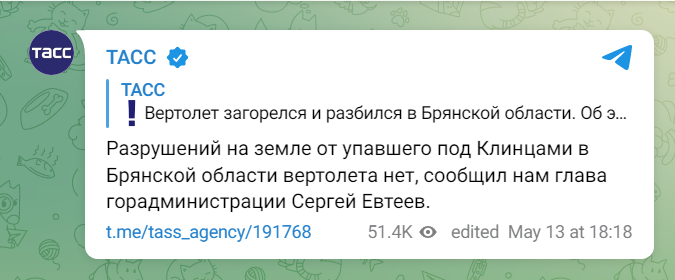 ТАСС
ТАСС
ТАСС
❗ Вертолет загорелся и разбился в Брянской области. Об э...
Разрушений на земле от упавшего под Клинцами в
Брянской области вертолета нет, сообщил нам глава
горадминистрации Сергей Евтеев.
t.me/tass_agency/191768 51.4K edited May 13 at 18:18